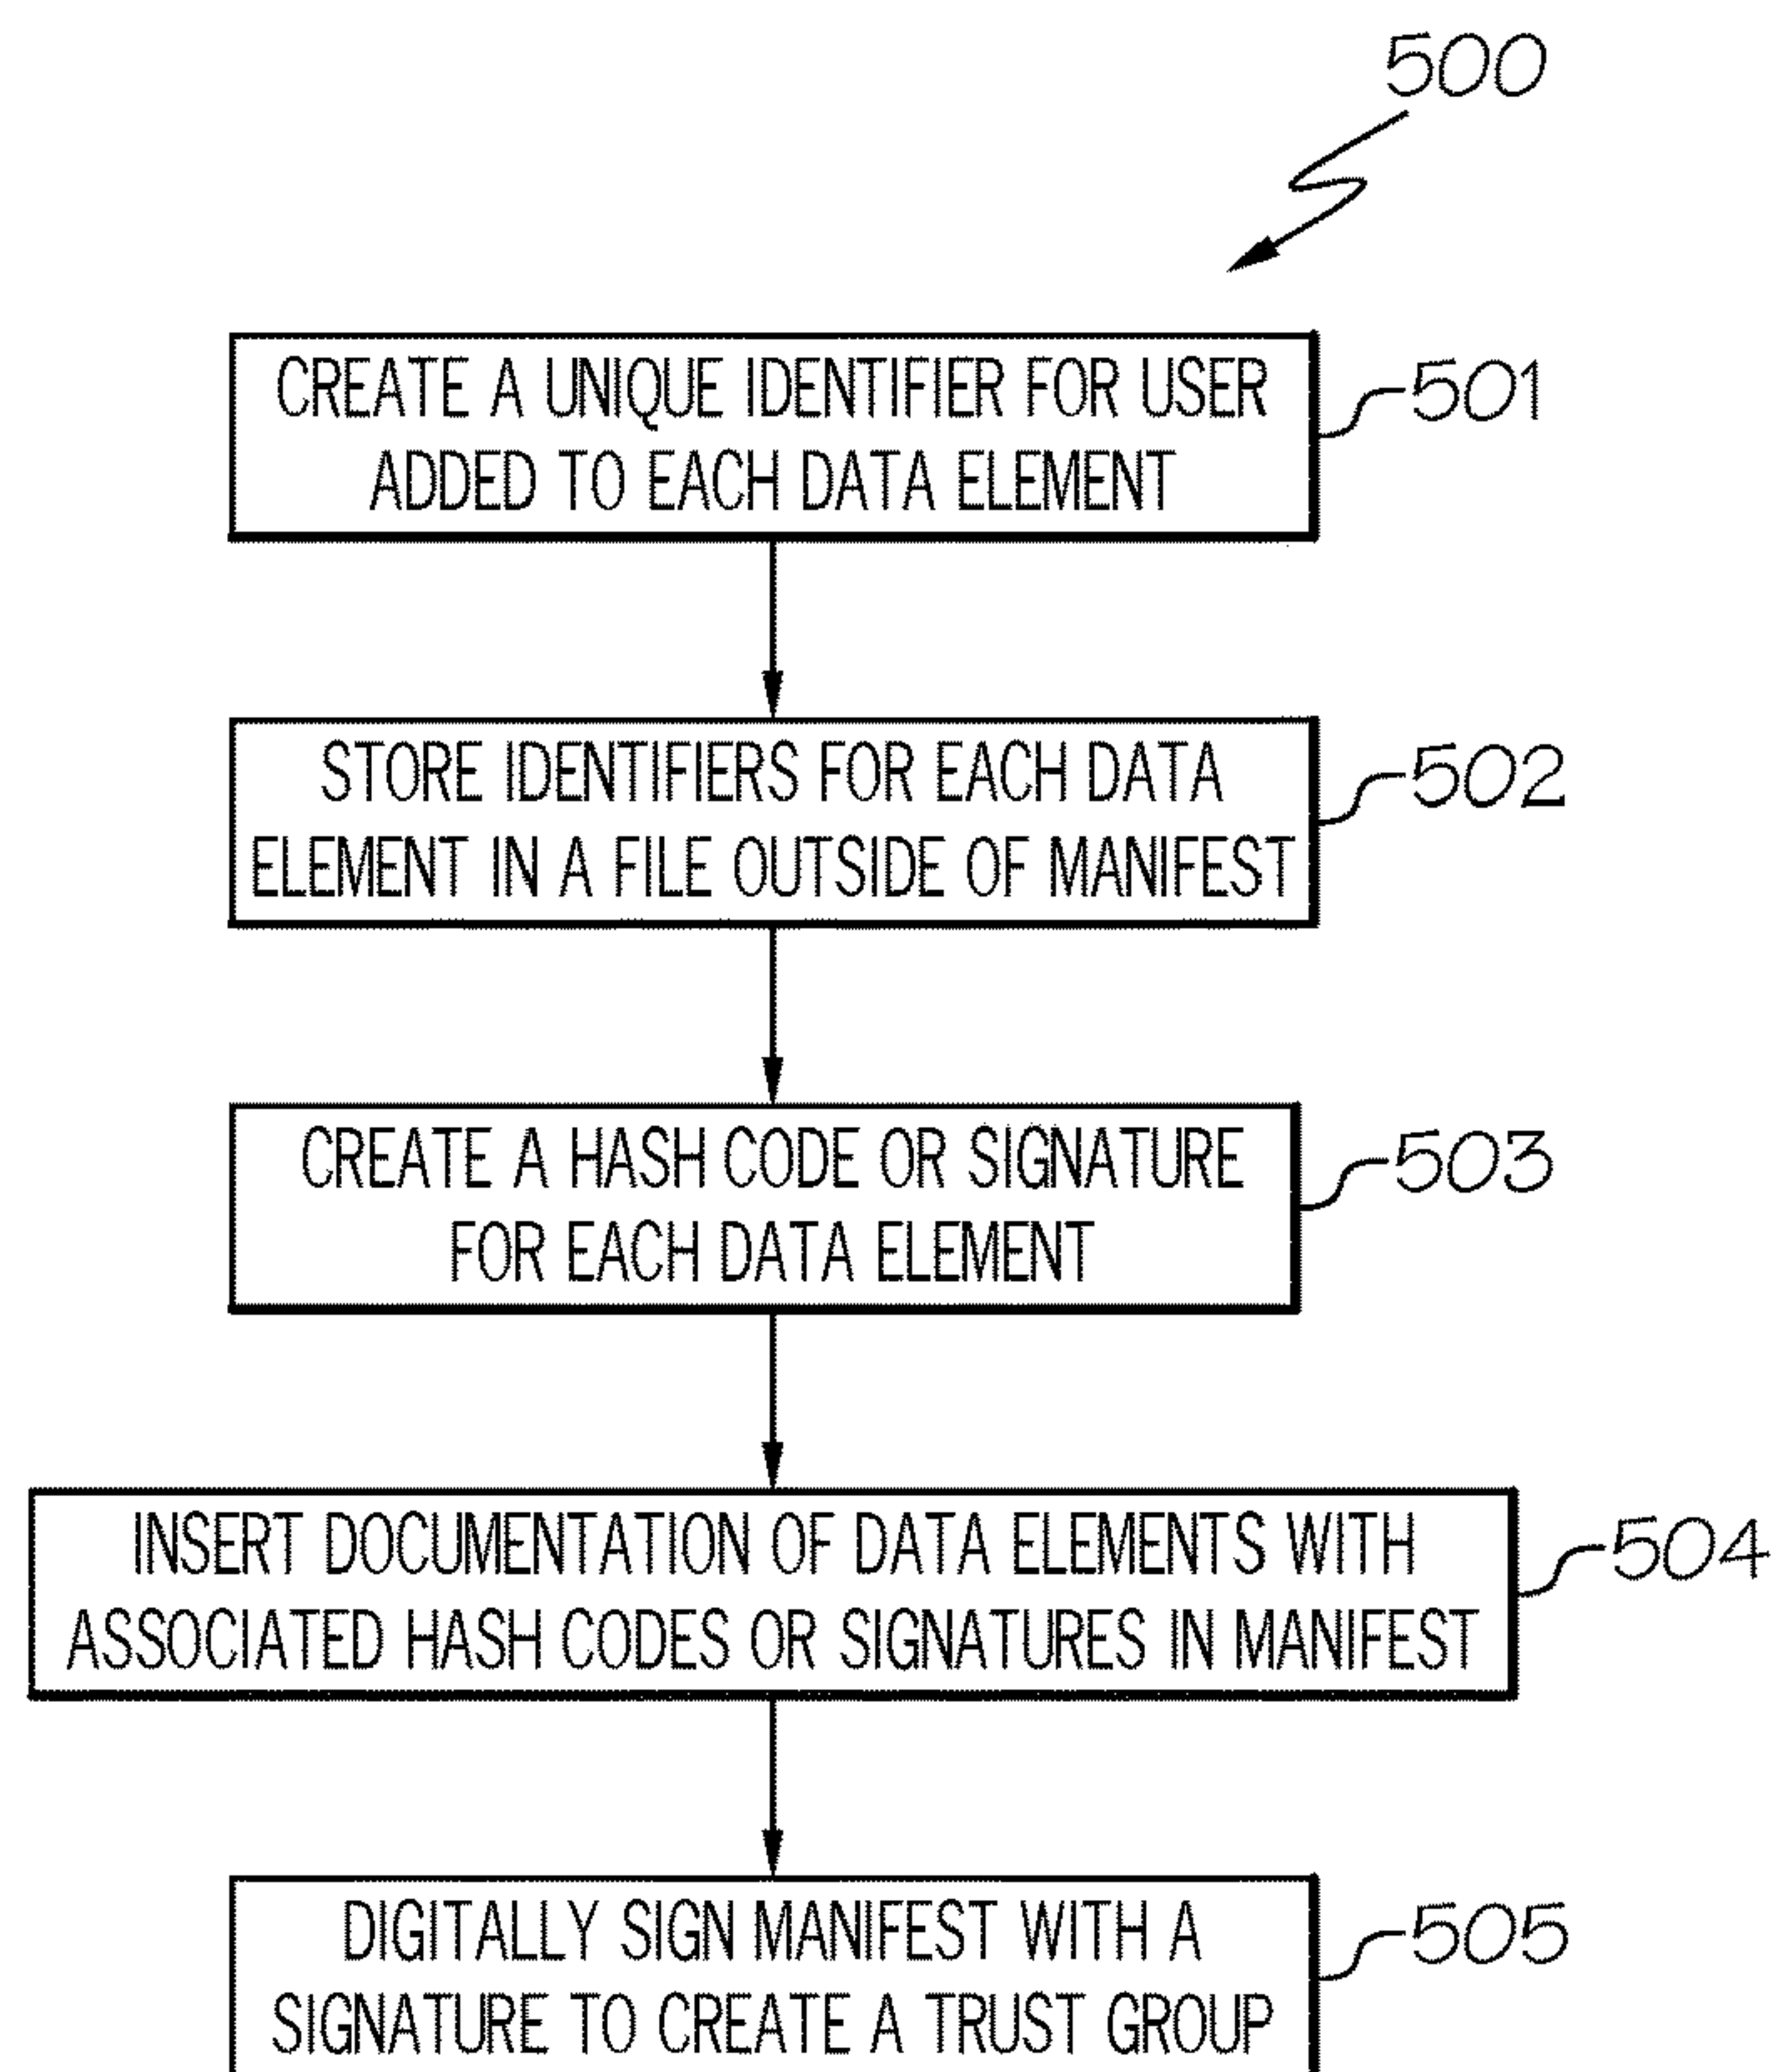 500
CREATE A UNIQUE IDENTIFIER FOR USER
ADDED TO EACH DATA ELEMENT
501
STORE IDENTIFIERS FOR EACH DATA
ELEMENT IN A FILE OUTSIDE OF MANIFEST
502
CREATE A HASH CODE OR SIGNATURE
FOR EACH DATA ELEMENT
503
INSERT DOCUMENTATION OF DATA ELEMENTS WITH
ASSOCIATED HASH CODES OR SIGNATURES IN MANIFEST
504
DIGITALLY SIGN MANIFEST WITH A
SIGNATURE TO CREATE A TRUST GROUP
505